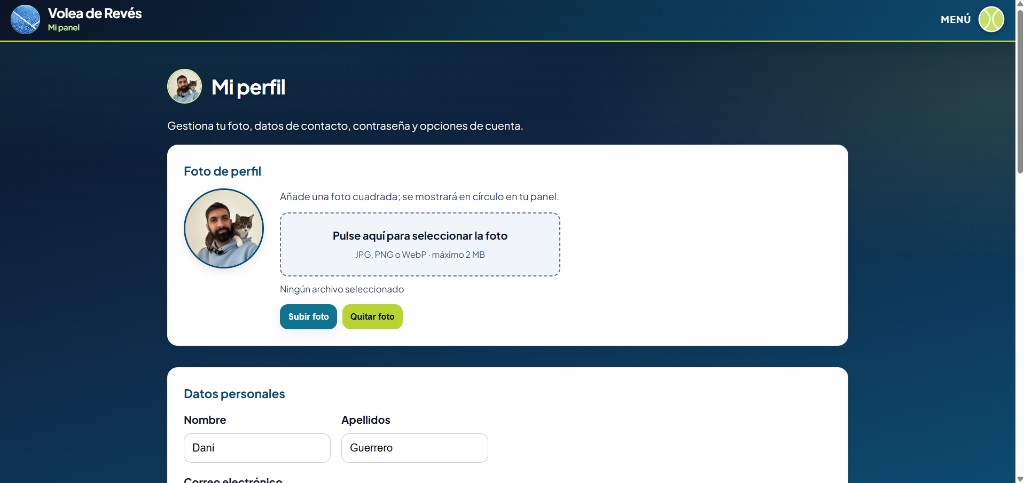 Volea de Revés
Mi panel
MENÚ
Mi perfil
Gestiona tu foto, datos de contacto, contraseña y opciones de cuenta.
Foto de perfil
Añade una foto cuadrada; se mostrará en círculo en tu panel.
Pulse aquí para seleccionar la foto
JPG, PNG o WebP · máximo 2 MB
Ningún archivo seleccionado
Subir foto
Quitar foto
Datos personales
Nombre
Apellidos
Dani
Guerrero
Correo electrónico